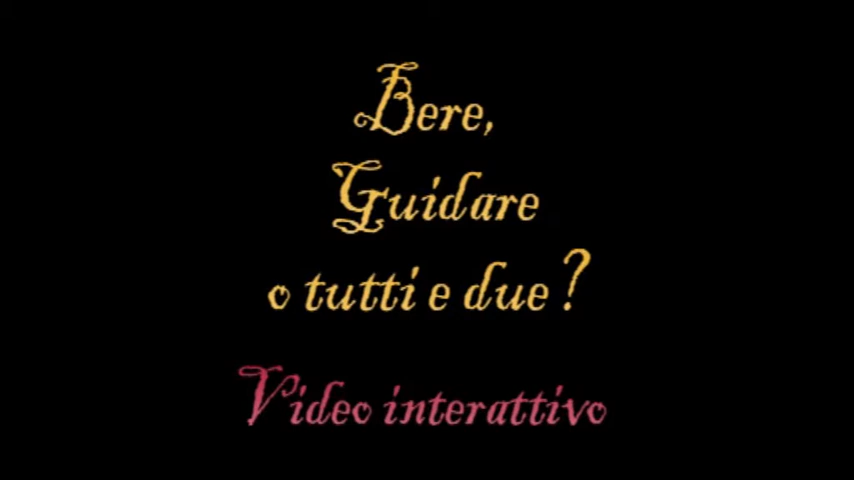 Bere,
Guidare
o tutti e due?
Video interattivo